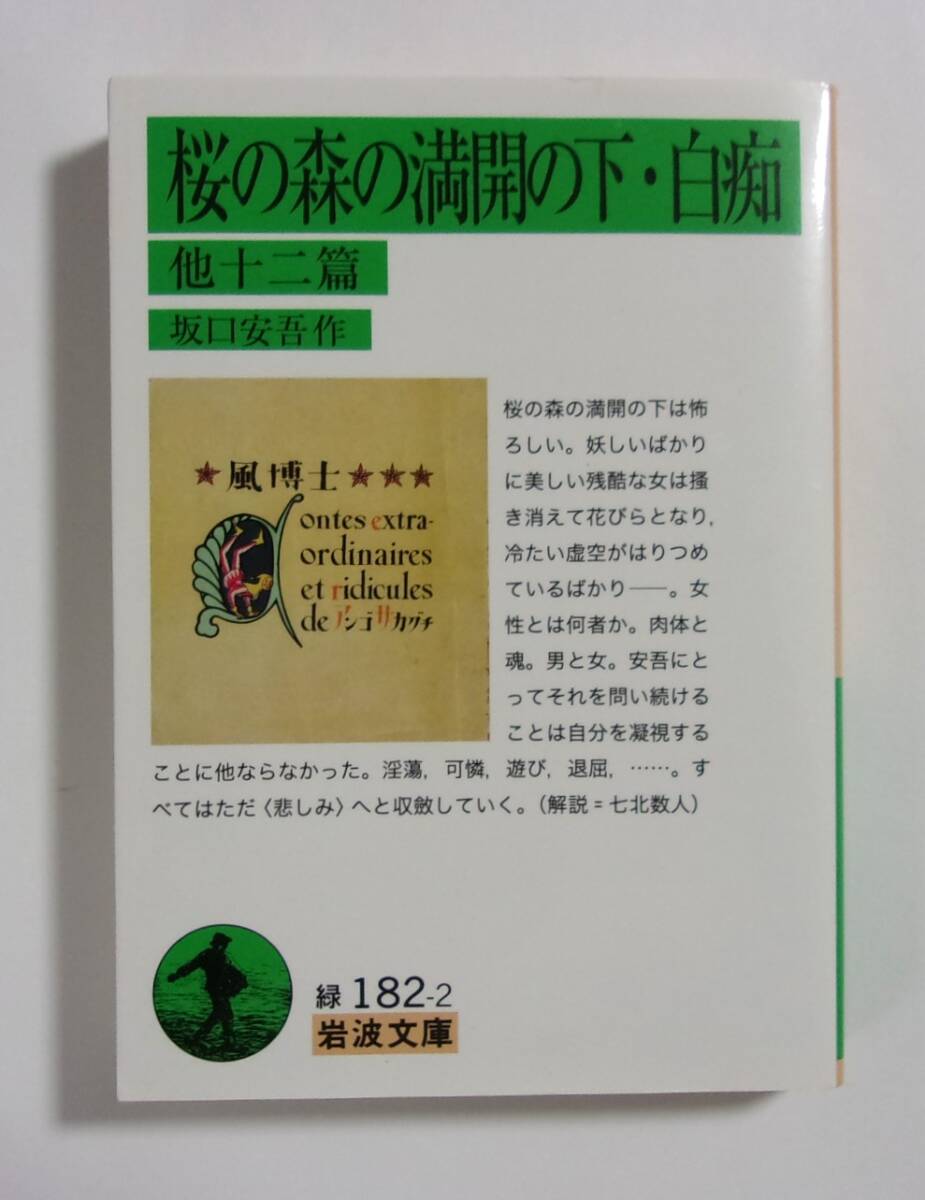 桜の森の満開の下・白痴
他十二篇
坂口安吾作
★風博士★★★
Contes extra-
ordinaires
et ridicules
de アンゴサカグチ
桜の森の満開の下は怖
ろしい。妖しいばかり
に美しい残酷な女は掻
き消えて花びらとなり，
冷たい虚空がはりつめ
ているばかり――。女
性とは何者か。肉体と
魂。男と女。安吾にと
ってそれを問い続ける
ことは自分を凝視する
ことに他ならなかった。淫蕩，可憐，遊び，退屈，……。す
べてはただ〈悲しみ〉へと収斂していく。（解説＝七北数人）
緑 182-2
岩波文庫